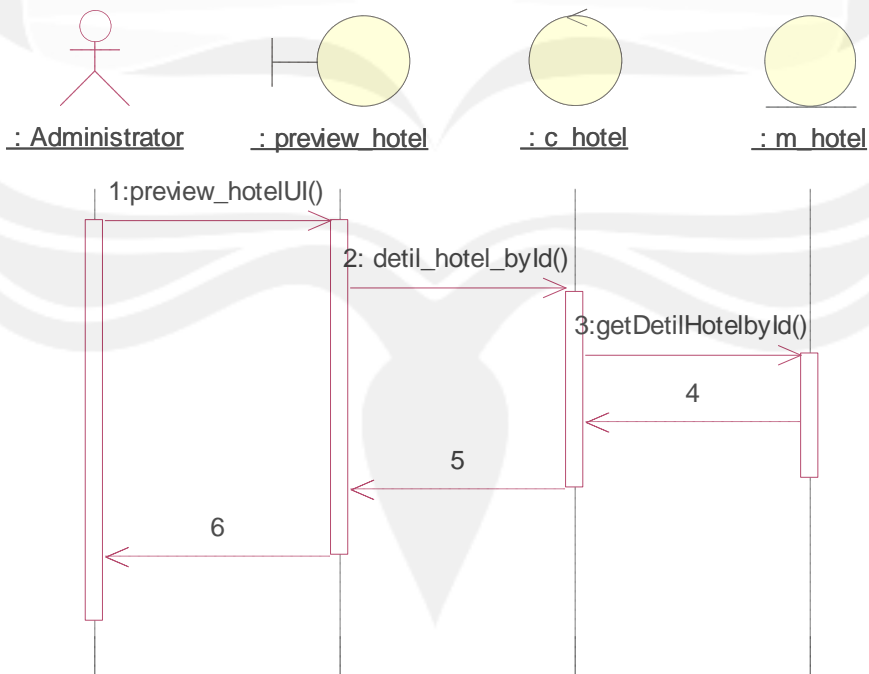 : Administrator
: preview_hotel
: c_hotel
: m_hotel
1:preview_hotelUI()
2: detil_hotel_byId()
3:getDetilHotelbyId()
4
5
6